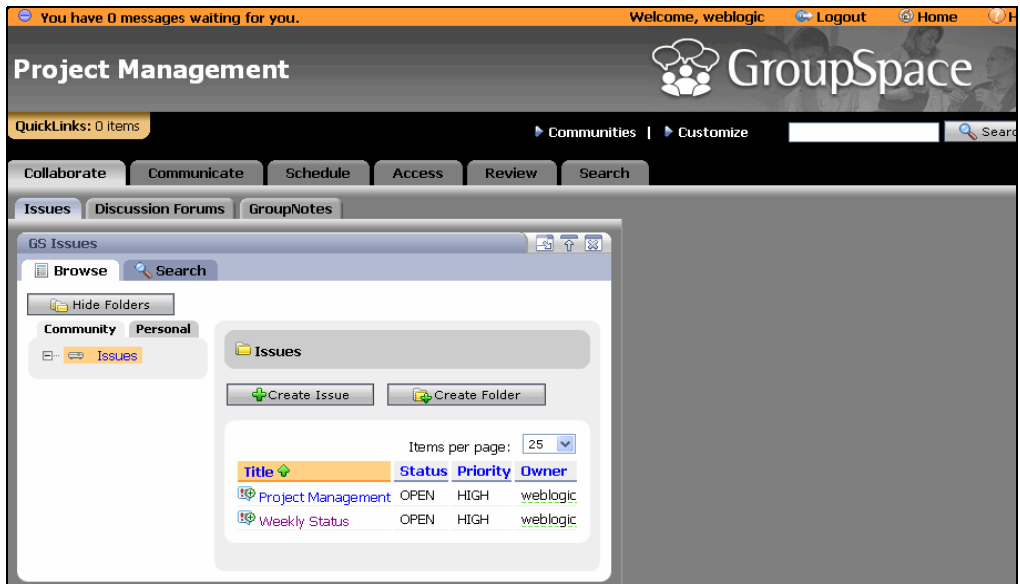 You have 0 messages waiting for you. Welcome, weblogic Logout Home
Project Management GroupSpace
QuickLinks: 0 items Communities | Customize
Collaborate Communicate Schedule Access Review Search
Issues Discussion Forums GroupNotes
GS Issues
Browse Search
Hide Folders
Community Personal
Issues
Issues
Create Issue Create Folder
Items per page: 25
Title Status Priority Owner
Project Management OPEN HIGH weblogic
Weekly Status OPEN HIGH weblogic